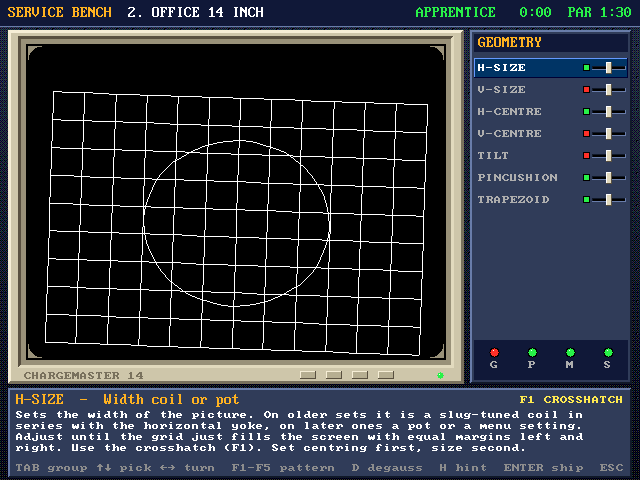 SERVICE BENCH 2. OFFICE 14 INCH APPRENTICE 0:00 PAR 1:30
GEOMETRY
H-SIZE
V-SIZE
H-CENTRE
V-CENTRE
TILT
PINCUSHION
TRAPEZOID
G P M S
CHARGEMASTER 14
H-SIZE – Width coil or pot F1 CROSSHATCH
Sets the width of the picture. On older sets it is a slug-tuned coil in
series with the horizontal yoke, on later ones a pot or a menu setting.
Adjust until the grid just fills the screen with equal margins left and
right. Use the crosshatch (F1). Set centring first, size second.
TAB group ↑↓ pick ↔ turn F1-F5 pattern D degauss H hint ENTER ship ESC